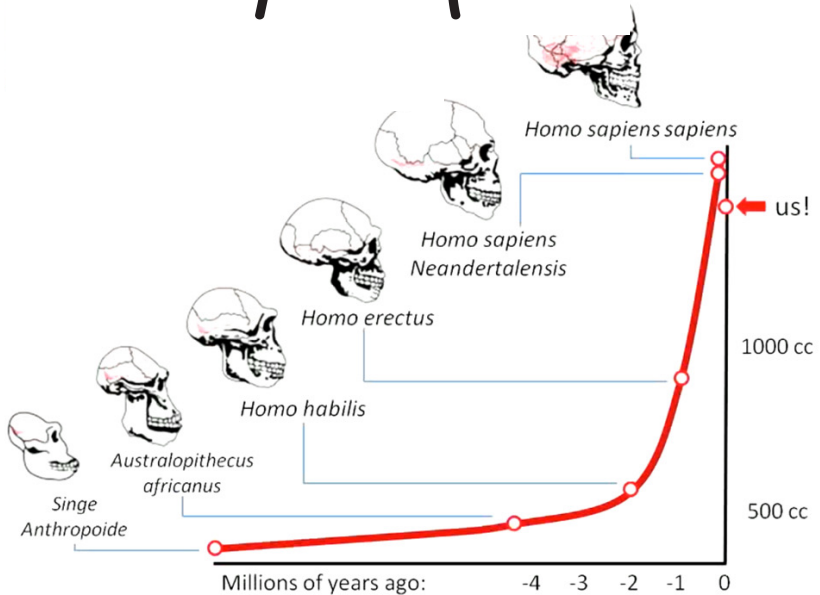 Homo sapiens sapiens
us!
Homo sapiens
Neandertalensis
Homo erectus
1000 cc
Homo habilis
Australopithecus
africanus
Singe
Anthropoide
500 cc
Millions of years ago: -4 -3 -2 -1 0